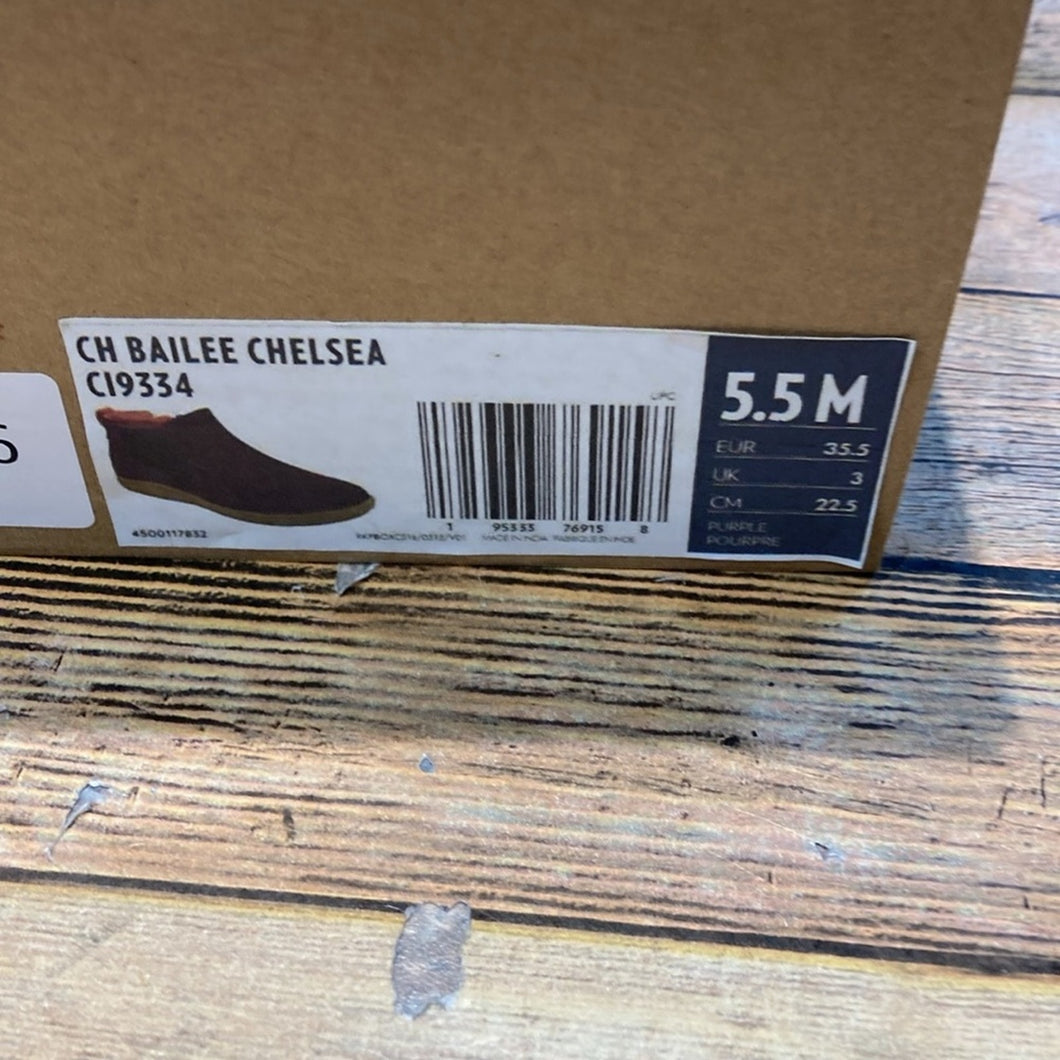 CH BAILEE CHELSEA
CI9334
UPC
1 95333 76915 8
4500117832
MADE IN INDIA FABRIQUE EN INDE
5.5 M
EUR 35.5
UK 3
CM 22.5
PURPLE
POURPRE